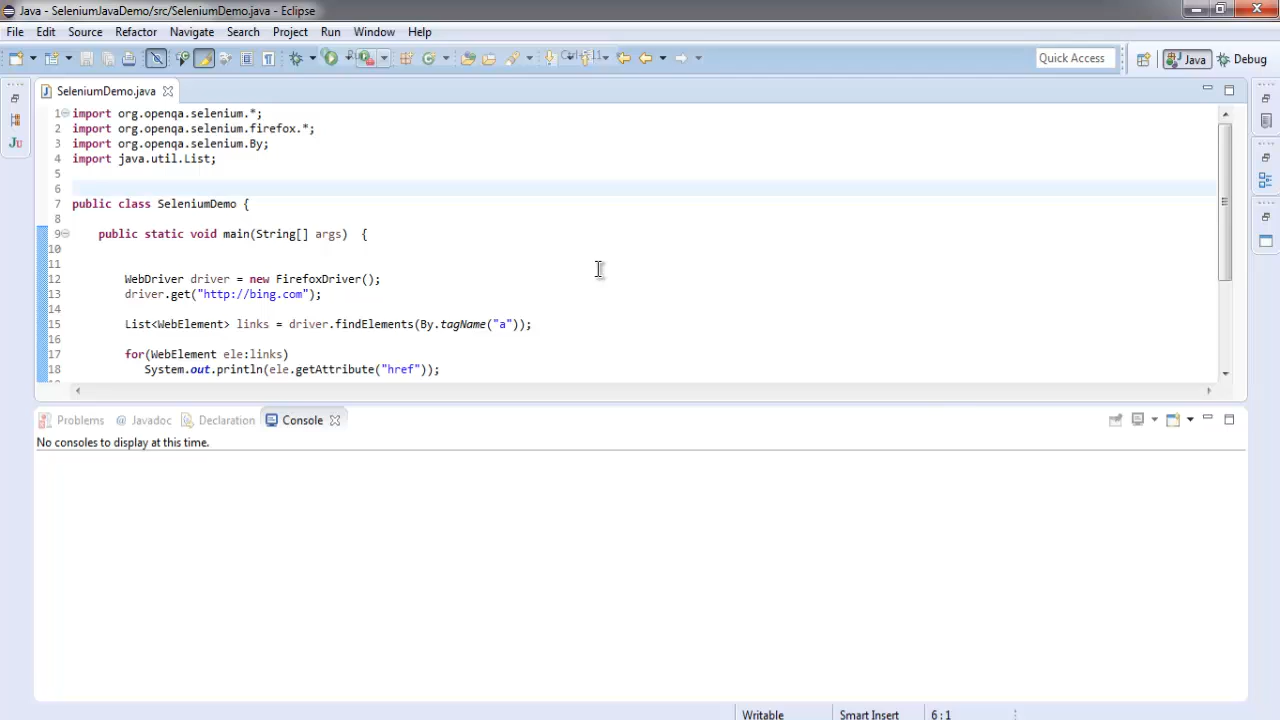 Java - SeleniumJavaDemo/src/SeleniumDemo.java - Eclipse
File Edit Source Refactor Navigate Search Project Run Window Help
Quick Access Java Debug
SeleniumDemo.java
1 import org.openqa.selenium.*;
2 import org.openqa.selenium.firefox.*;
3 import org.openqa.selenium.By;
4 import java.util.List;
5
6
7 public class SeleniumDemo {
8
9 public static void main(String[] args)  {
10
11
12 WebDriver driver = new FirefoxDriver();
13 driver.get("http://bing.com");
14
15 List<WebElement> links = driver.findElements(By.tagName("a"));
16
17 for(WebElement ele:links)
18 System.out.println(ele.getAttribute("href"));
Problems @ Javadoc Declaration Console
No consoles to display at this time.
Writable Smart Insert 6 : 1